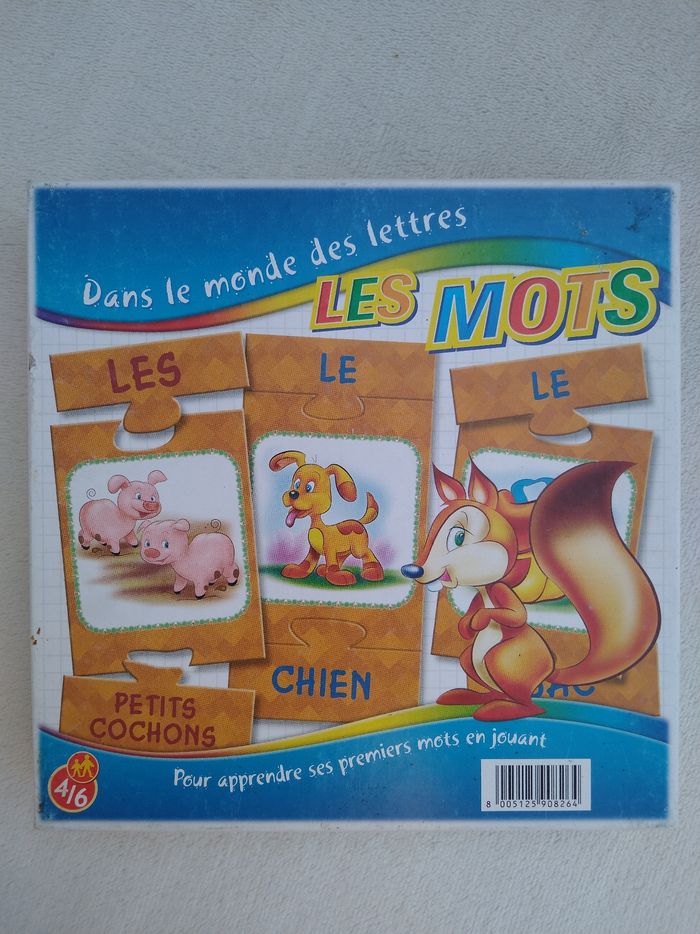 Dans le monde des lettres
LES MOTS
LES
LE
LE
PETITS
COCHONS
CHIEN
SAC
Pour apprendre ses premiers mots en jouant
4/6
8 005125 908264